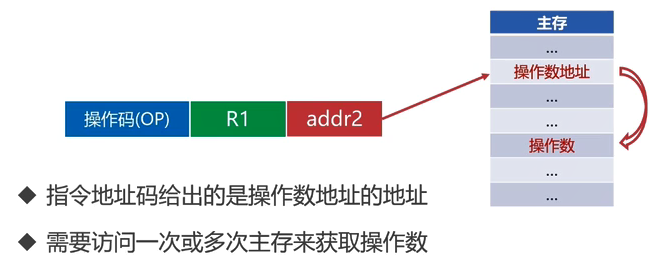 主存
...
操作数地址
...
...
操作数
...
...
操作码(OP) R1 addr2
◆ 指令地址码给出的是操作数地址的地址
◆ 需要访问一次或多次主存来获取操作数